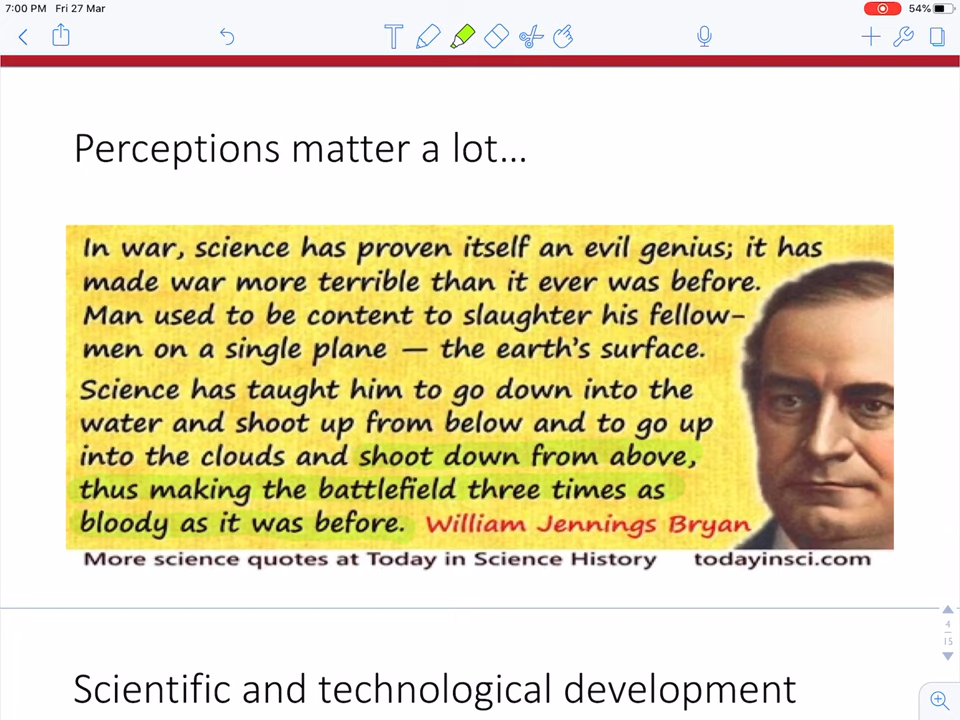 7:00 PM Fri 27 Mar
54%
T
Perceptions matter a lot...
In war, science has proven itself an evil genius; it has
made war more terrible than it ever was before.
Man used to be content to slaughter his fellow-
men on a single plane — the earth's surface.
Science has taught him to go down into the
water and shoot up from below and to go up
into the clouds and shoot down from above,
thus making the battlefield three times as
bloody as it was before. William Jennings Bryan
More science quotes at Today in Science History todayinsci.com
4
15
Scientific and technological development